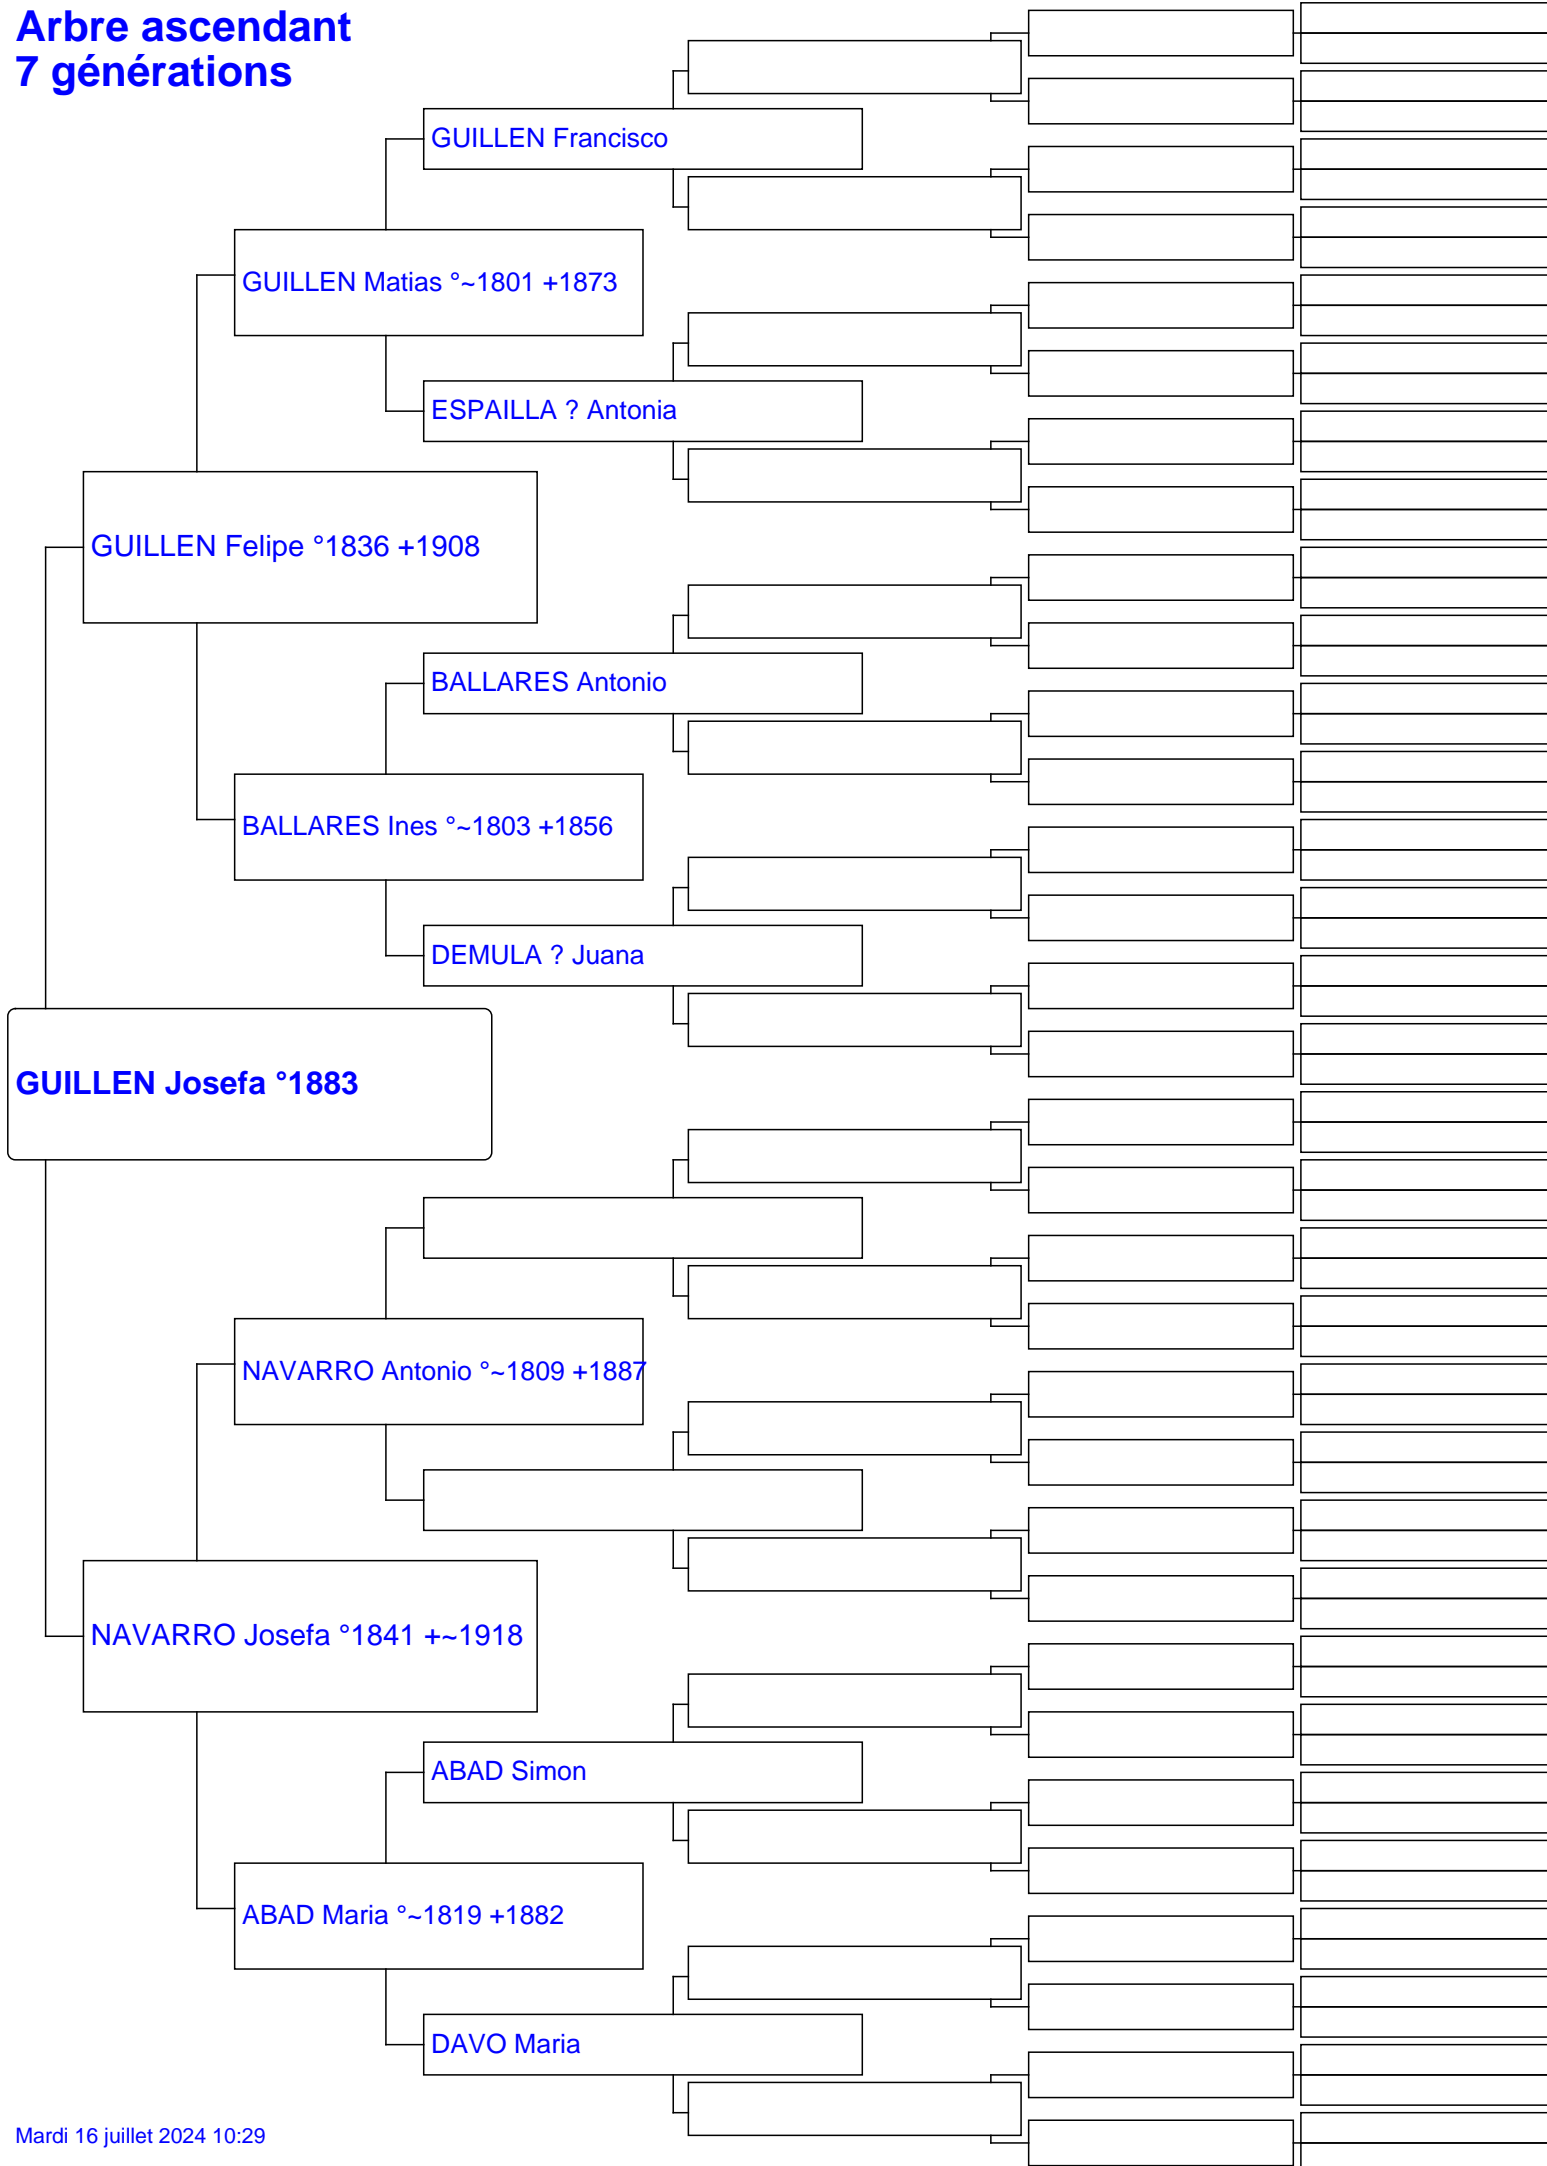 Arbre ascendant
7 générations
GUILLEN Francisco
GUILLEN Matias °~1801 +1873
ESPAILLA ? Antonia
GUILLEN Felipe °1836 +1908
BALLARES Antonio
BALLARES Ines °~1803 +1856
DEMULA ? Juana
GUILLEN Josefa °1883
NAVARRO Antonio °~1809 +1887
NAVARRO Josefa °1841 +~1918
ABAD Simon
ABAD Maria °~1819 +1882
DAVO Maria
Mardi 16 juillet 2024 10:29